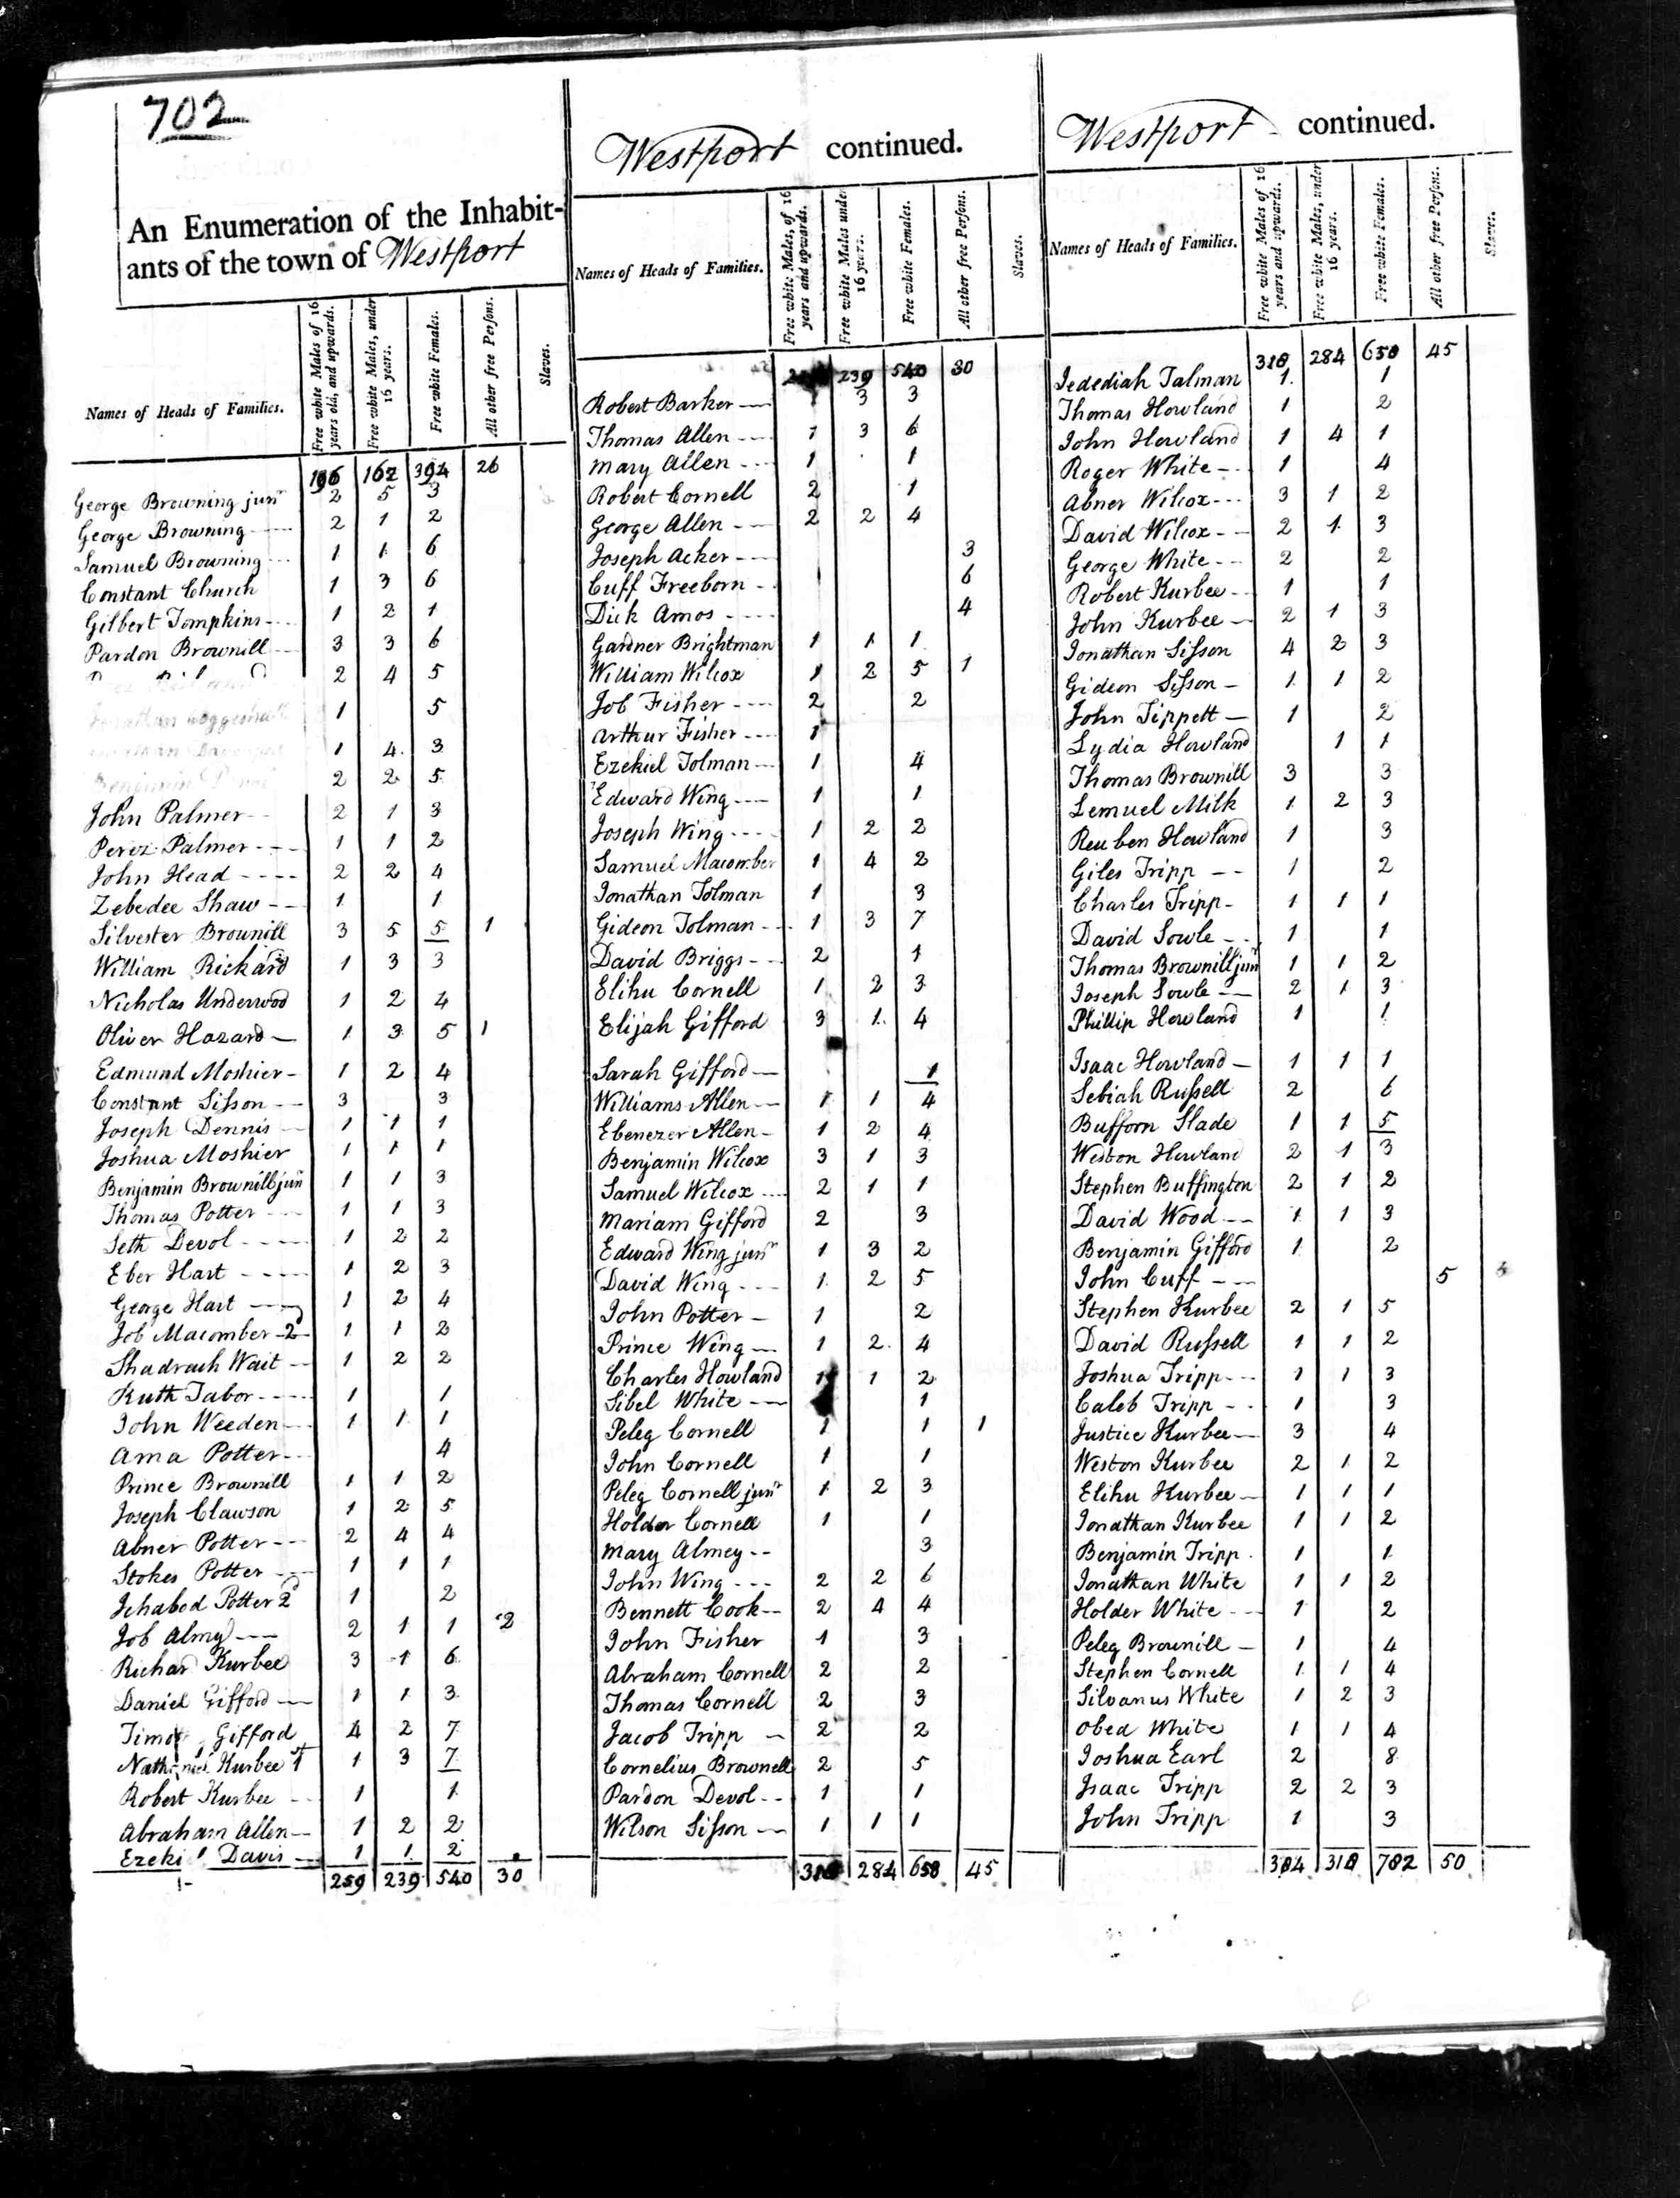 702
An Enumeration of the Inhabit-
ants of the town of Westport
Names of Heads of Families.
Free white Males of 16 years old, and upwards.
Free white Males, under 16 years.
Free white Females.
All other free Persons.
Slaves.
196 162 394 26
George Browning junr 2 5 3
George Browning 2 1 2
Samuel Browning 1 1 6
Constant Church 1 3 6
Gilbert Tompkins 1 2 1
Pardon Brownill 3 3 6
2 4 5
Jonathan Coggeshall 1 5
1 4 3
Benjamin 2 2 5
John Palmer 2 1 3
Perez Palmer 1 1 2
John Head 2 2 4
Zebedee Shaw 1 1
Silvester Brownill 3 5 5 1
William Rickard 1 3 3
Nicholas Underwood 1 2 4
Oliver Hazard 1 3 5 1
Edmund Moshier 1 2 4
Constant Sisson 3 3
Joseph Dennis 1 1 1
Joshua Moshier 1 1 1
Benjamin Brownill junr 1 1 3
Thomas Potter 1 1 3
Seth Devol 1 2 2
Eber Hart 1 2 3
George Hart 1 2 4
Job Macomber 2d 1 1 2
Shadrach Wait 1 2 2
Ruth Tabor 1 1
John Weeden 1 1 1
Ama Potter 4
Prince Brownill 1 1 2
Joseph Clawson 1 2 5
Abner Potter 2 4 4
Stokes Potter 1 1 1
Ichabod Potter 2d 1 2
Job Almy 2 1 1 2
Richard Kurbee 3 1 6
Daniel Gifford 1 1 3
Timo Gifford 4 2 7
Nathaniel Kurbee 1 3 7
Robert Kurbee 1 1
Abraham Allen 1 2 2
Ezeki l Davis 1 1 2
259 239 540 30
Westport continued.
Names of Heads of Families.
Free white Males, of 16 years and upwards.
Free white Males under 16 years.
Free white Females.
All other free Persons.
Slaves.
239 540 30
Robert Barker 3 3
Thomas Allen 1 3 6
Mary Allen 1 1
Robert Cornell 2 1
George Allen 2 2 4
Joseph Acker 3
Cuff Freeborn 6
Dick Amos 4
Gardner Brightman 1 1 1
William Wilcox 1 2 5 1
Job Fisher 2 2
Arthur Fisher 1
Ezekiel Tolman 1 4
Edward Wing 1 1
Joseph Wing 1 2 2
Samuel Macomber 1 4 2
Jonathan Tolman 1 3
Gideon Tolman 1 3 7
David Briggs 2 1
Elihu Cornell 1 2 3
Elijah Gifford 3 1 4
Sarah Gifford 1
Williams Allen 1 1 4
Ebenezer Allen 1 2 4
Benjamin Wilcox 3 1 3
Samuel Wilcox 2 1 1
Mariam Gifford 2 3
Edward Wing junr 1 3 2
David Wing 1 2 5
John Potter 1 2
Prince Wing 1 2 4
Charles Howland 1 1 2
Sibel White 1
Peleg Cornell 1 1 1
John Cornell 1 1
Peleg Cornell junr 1 2 3
Holder Cornell 1 1
Mary Almey 3
John Wing 2 2 6
Bennett Cook 2 4 4
John Fisher 1 3
Abraham Cornell 2 2
Thomas Cornell 2 3
Jacob Tripp 2 2
Cornelius Brownell 2 5
Pardon Devol 1 1
Wilson Sisson 1 1 1
318 284 650 45
Westport continued.
Names of Heads of Families.
Free white Males of 16 years and upwards.
Free white Males, under 16 years.
Free white Females.
All other free Persons.
Slaves.
318 284 650 45
Jedediah Talman 1 1
Thomas Howland 1 2
John Howland 1 4 1
Roger White 1 4
Abner Wilcox 3 1 2
David Wilcox 2 1 3
George White 2 2
Robert Kurbee 1 1
John Kurbee 2 1 3
Jonathan Sisson 4 2 3
Gideon Sisson 1 1 2
John Tippett 1 2
Lydia Howland 1 1
Thomas Brownill 3 3
Lemuel Milk 1 2 3
Reuben Howland 1 3
Giles Tripp 1 2
Charles Tripp 1 1 1
David Sowle 1 1
Thomas Brownill junr 1 1 2
Joseph Sowle 2 1 3
Phillip Howland 1 1
Isaac Howland 1 1 1
Sebiah Russell 2 6
Bufforn Slade 1 1 5
Weston Howland 2 1 3
Stephen Buffington 2 1 2
David Wood 1 1 3
Benjamin Gifford 1 2
John Cuff 5
Stephen Kurbee 2 1 5
David Russell 1 1 2
Joshua Tripp 1 1 3
Caleb Tripp 1 3
Justice Kurbee 3 4
Weston Kurbee 2 1 2
Elihu Kurbee 1 1 1
Jonathan Kurbee 1 1 2
Benjamin Tripp 1 1
Jonathan White 1 1 2
Holder White 1 2
Peleg Brownill 1 4
Stephen Cornell 1 1 4
Silvanus White 1 2 3
Obed White 1 1 4
Joshua Earl 2 8
Isaac Tripp 2 2 3
John Tripp 1 3
384 318 782 50